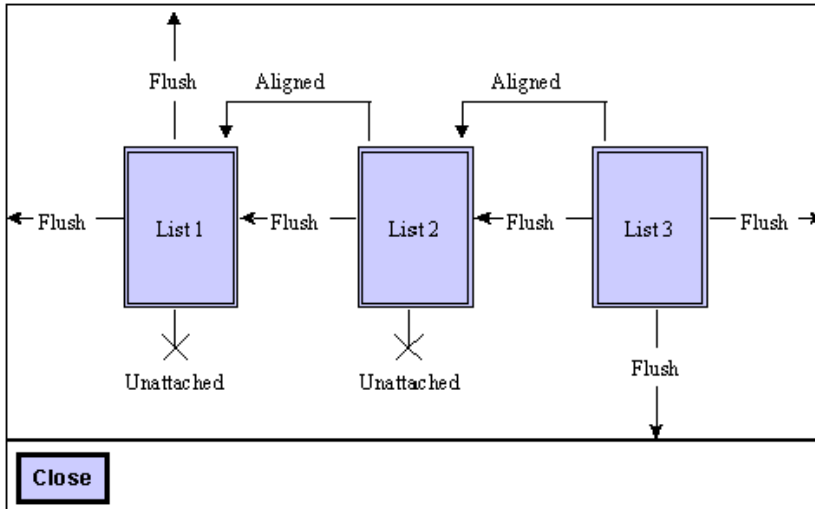 Flush
Aligned
Aligned
List 1
List 2
List 3
Flush
Flush
Flush
Flush
Unattached
Unattached
Flush
Close